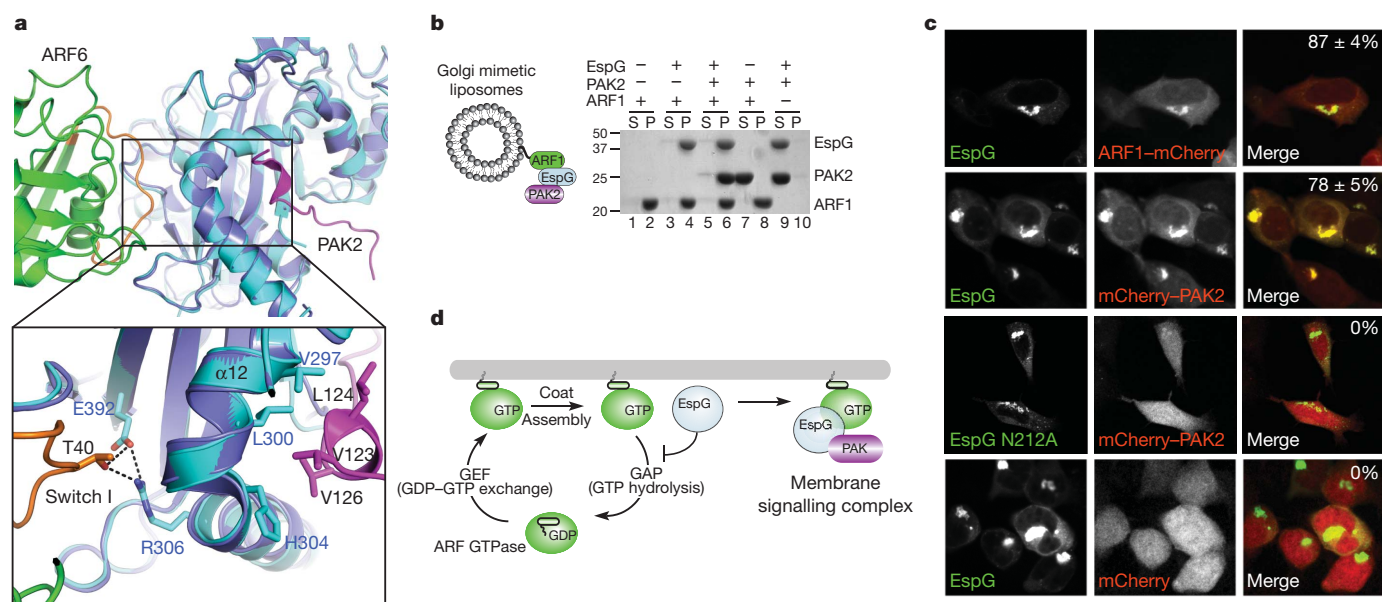 a
ARF6
PAK2
α12
V297
L124
E392
L300
V123
T40
V126
Switch I
R306
H304
b
Golgi mimetic
liposomes
ARF1
EspG
PAK2
EspG – + + – +
PAK2 – – + + +
ARF1 + + + + –
S P S P S P S P S P
50
37
25
20
EspG
PAK2
ARF1
1 2 3 4 5 6 7 8 9 10
c
EspG
ARF1–mCherry
87 ± 4%
Merge
EspG
mCherry–PAK2
78 ± 5%
Merge
EspG N212A
mCherry–PAK2
0%
Merge
EspG
mCherry
0%
Merge
d
GTP
Coat
Assembly
GTP
EspG
GTP
EspG
PAK
GEF
(GDP–GTP exchange)
GAP
(GTP hydrolysis)
Membrane
signalling complex
GDP
ARF GTPase